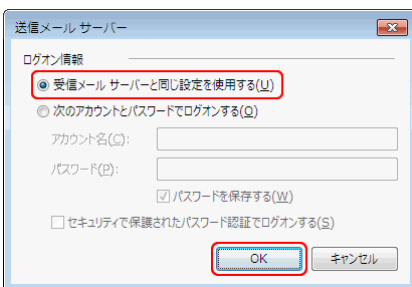 送信メール サーバー
ログオン情報
受信メール サーバーと同じ設定を使用する(U)
次のアカウントとパスワードでログオンする(O)
アカウント名(C):
パスワード(P):
パスワードを保存する(W)
セキュリティで保護されたパスワード認証でログオンする(S)
OK キャンセル